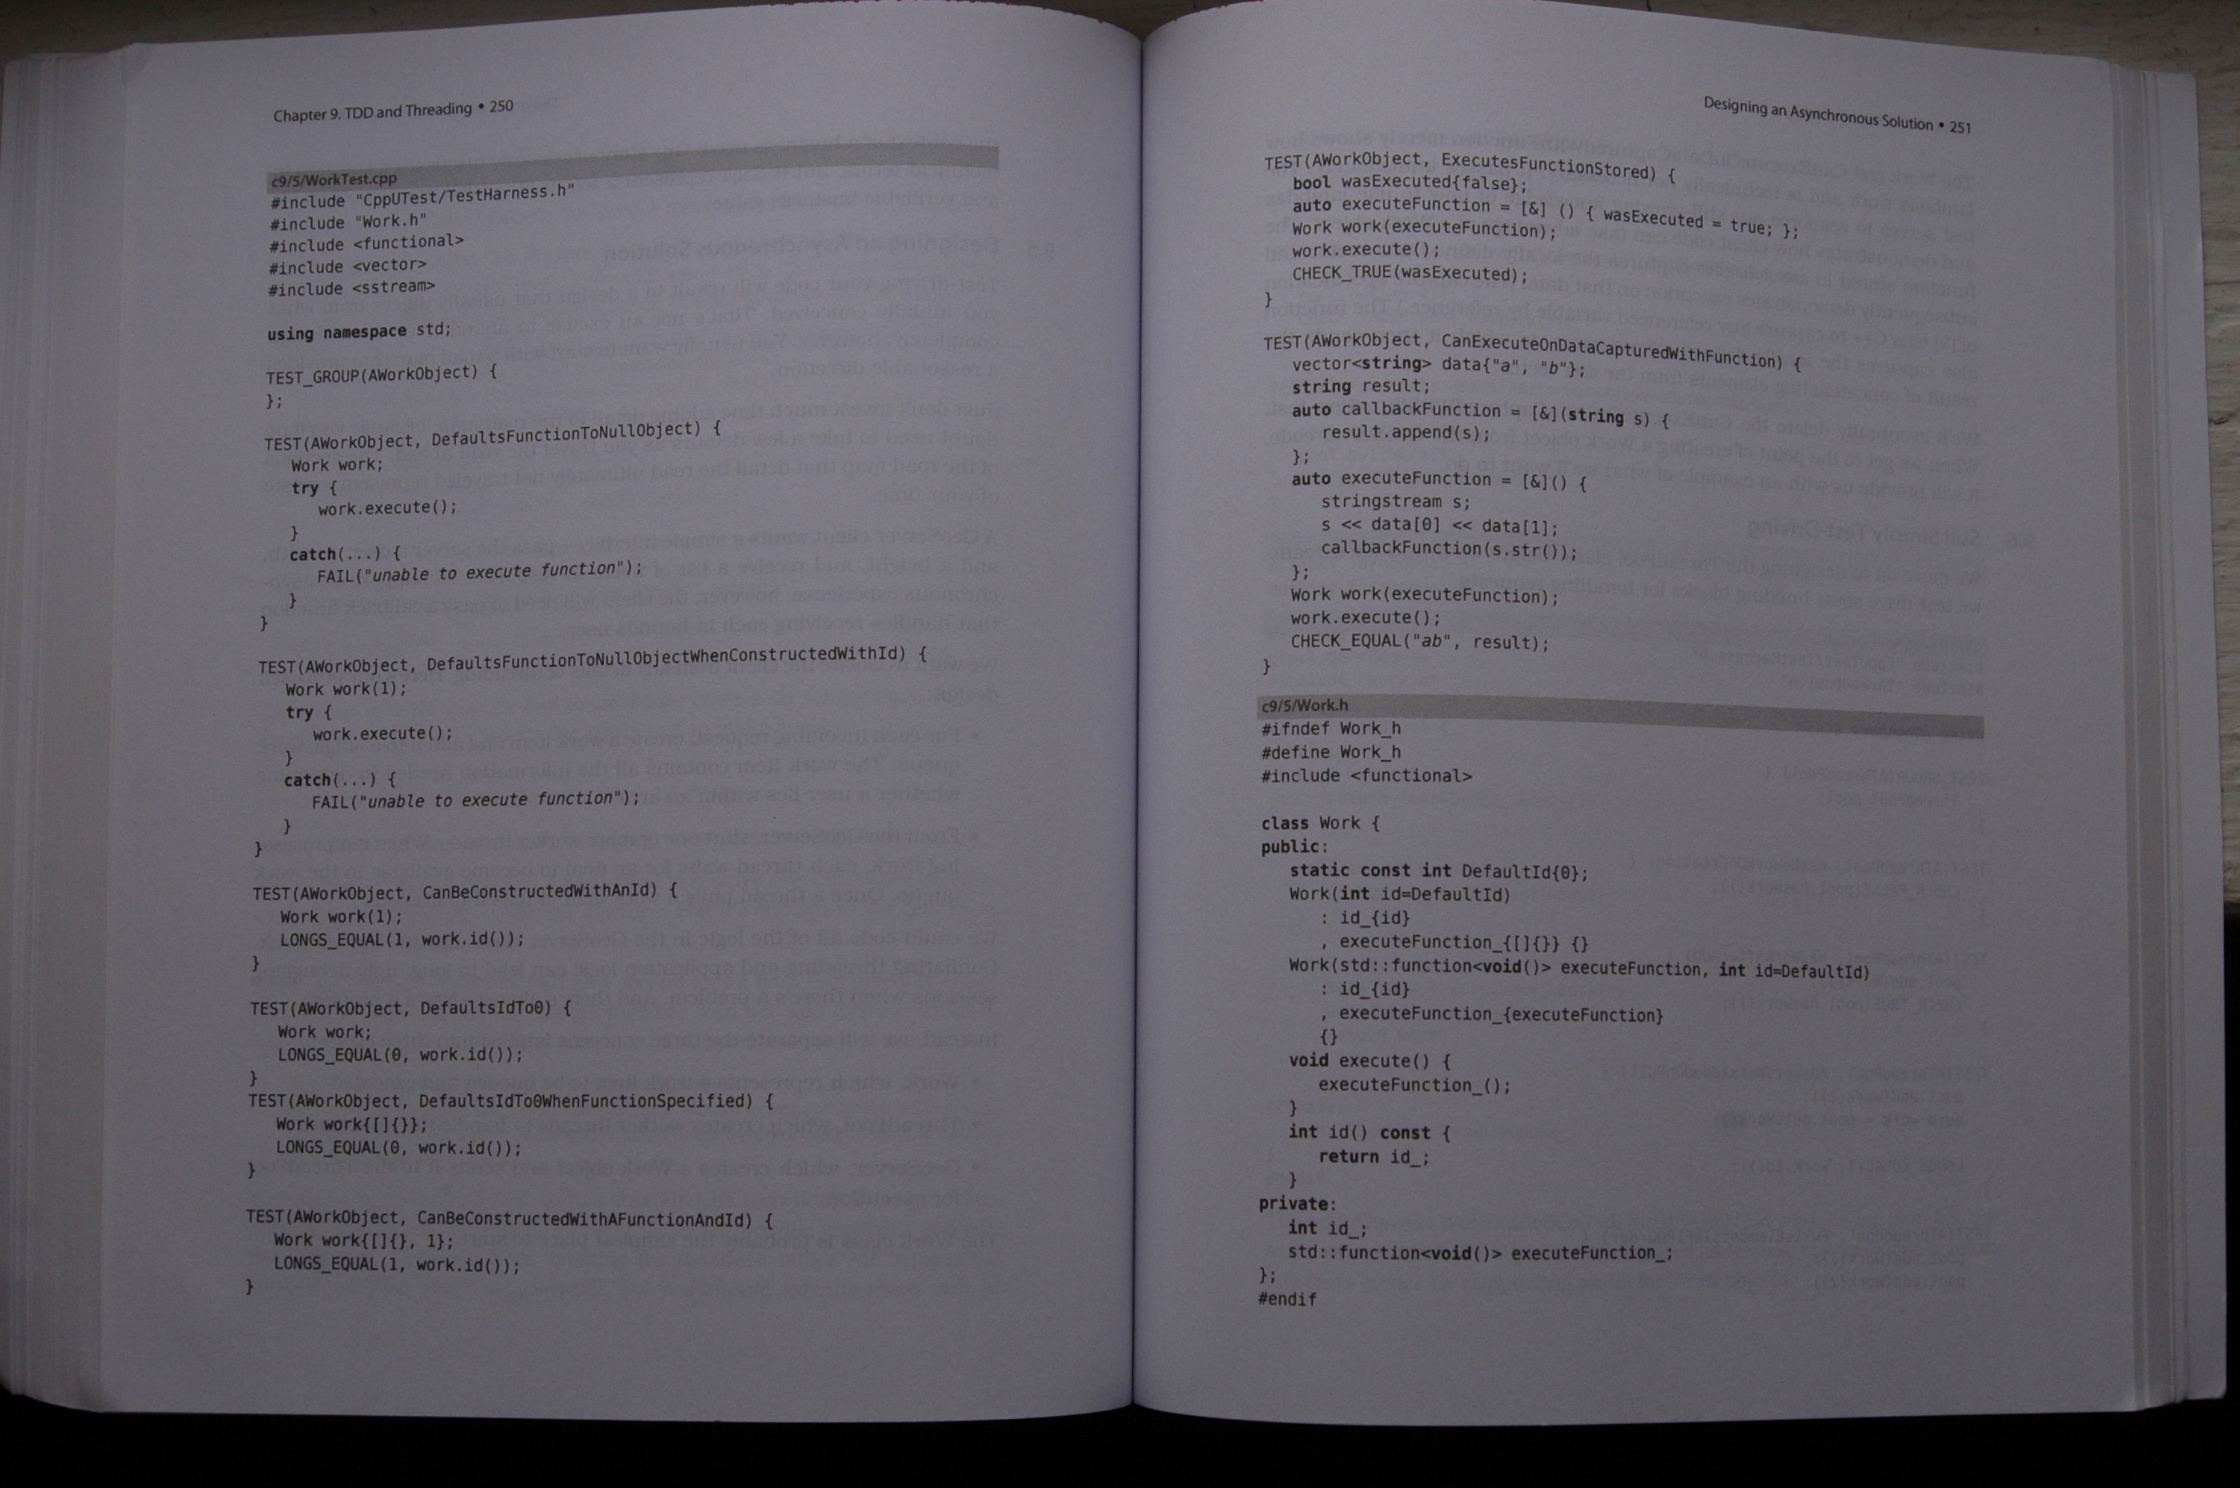 Chapter 9. TDD and Threading • 250
c9/5/WorkTest.cpp
#include "CppUTest/TestHarness.h"
#include "Work.h"
#include <functional>
#include <vector>
#include <sstream>
using namespace std;
TEST_GROUP(AWorkObject) {
};
TEST(AWorkObject, DefaultsFunctionToNullObject) {
Work work;
try {
work.execute();
}
catch(...) {
FAIL("unable to execute function");
}
}
TEST(AWorkObject, DefaultsFunctionToNullObjectWhenConstructedWithId) {
Work work(1);
try {
work.execute();
}
catch(...) {
FAIL("unable to execute function");
}
}
TEST(AWorkObject, CanBeConstructedWithAnId) {
Work work(1);
LONGS_EQUAL(1, work.id());
}
TEST(AWorkObject, DefaultsIdTo0) {
Work work;
LONGS_EQUAL(0, work.id());
}
TEST(AWorkObject, DefaultsIdTo0WhenFunctionSpecified) {
Work work{[]{}};
LONGS_EQUAL(0, work.id());
}
TEST(AWorkObject, CanBeConstructedWithAFunctionAndId) {
Work work{[]{}, 1};
LONGS_EQUAL(1, work.id());
}
Designing an Asynchronous Solution • 251
TEST(AWorkObject, ExecutesFunctionStored) {
bool wasExecuted{false};
auto executeFunction = [&] () { wasExecuted = true; };
Work work(executeFunction);
work.execute();
CHECK_TRUE(wasExecuted);
}
TEST(AWorkObject, CanExecuteOnDataCapturedWithFunction) {
vector<string> data{"a", "b"};
string result;
auto callbackFunction = [&](string s) {
result.append(s);
};
auto executeFunction = [&]() {
stringstream s;
s << data[0] << data[1];
callbackFunction(s.str());
};
Work work(executeFunction);
work.execute();
CHECK_EQUAL("ab", result);
}
c9/5/Work.h
#ifndef Work_h
#define Work_h
#include <functional>
class Work {
public:
static const int DefaultId{0};
Work(int id=DefaultId)
: id_{id}
, executeFunction_{[]{}} {}
Work(std::function<void()> executeFunction, int id=DefaultId)
: id_{id}
, executeFunction_{executeFunction}
{}
void execute() {
executeFunction_();
}
int id() const {
return id_;
}
private:
int id_;
std::function<void()> executeFunction_;
};
#endif